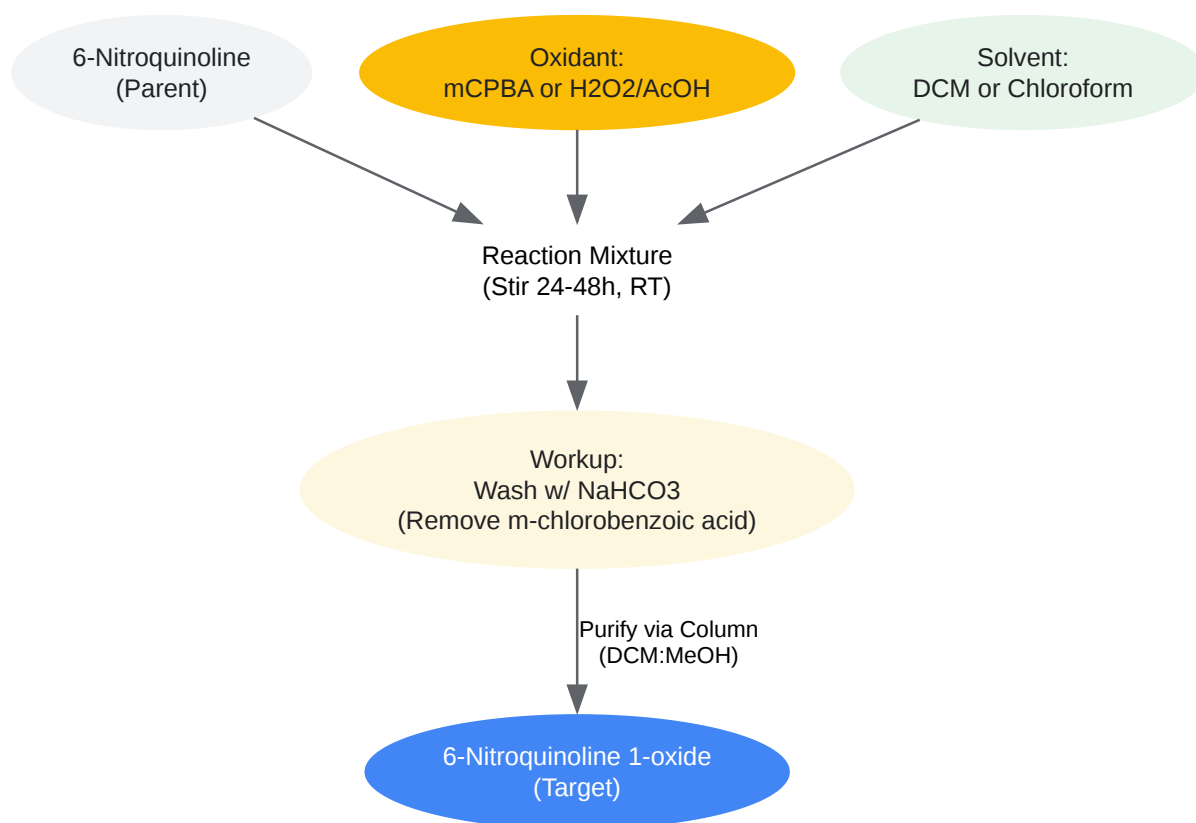 6-Nitroquinoline
(Parent)
Oxidant:
mCPBA or H2O2/AcOH
Solvent:
DCM or Chloroform
Reaction Mixture
(Stir 24-48h, RT)
Workup:
Wash w/ NaHCO3
(Remove m-chlorobenzoic acid)
Purify via Column
(DCM:MeOH)
6-Nitroquinoline 1-oxide
(Target)